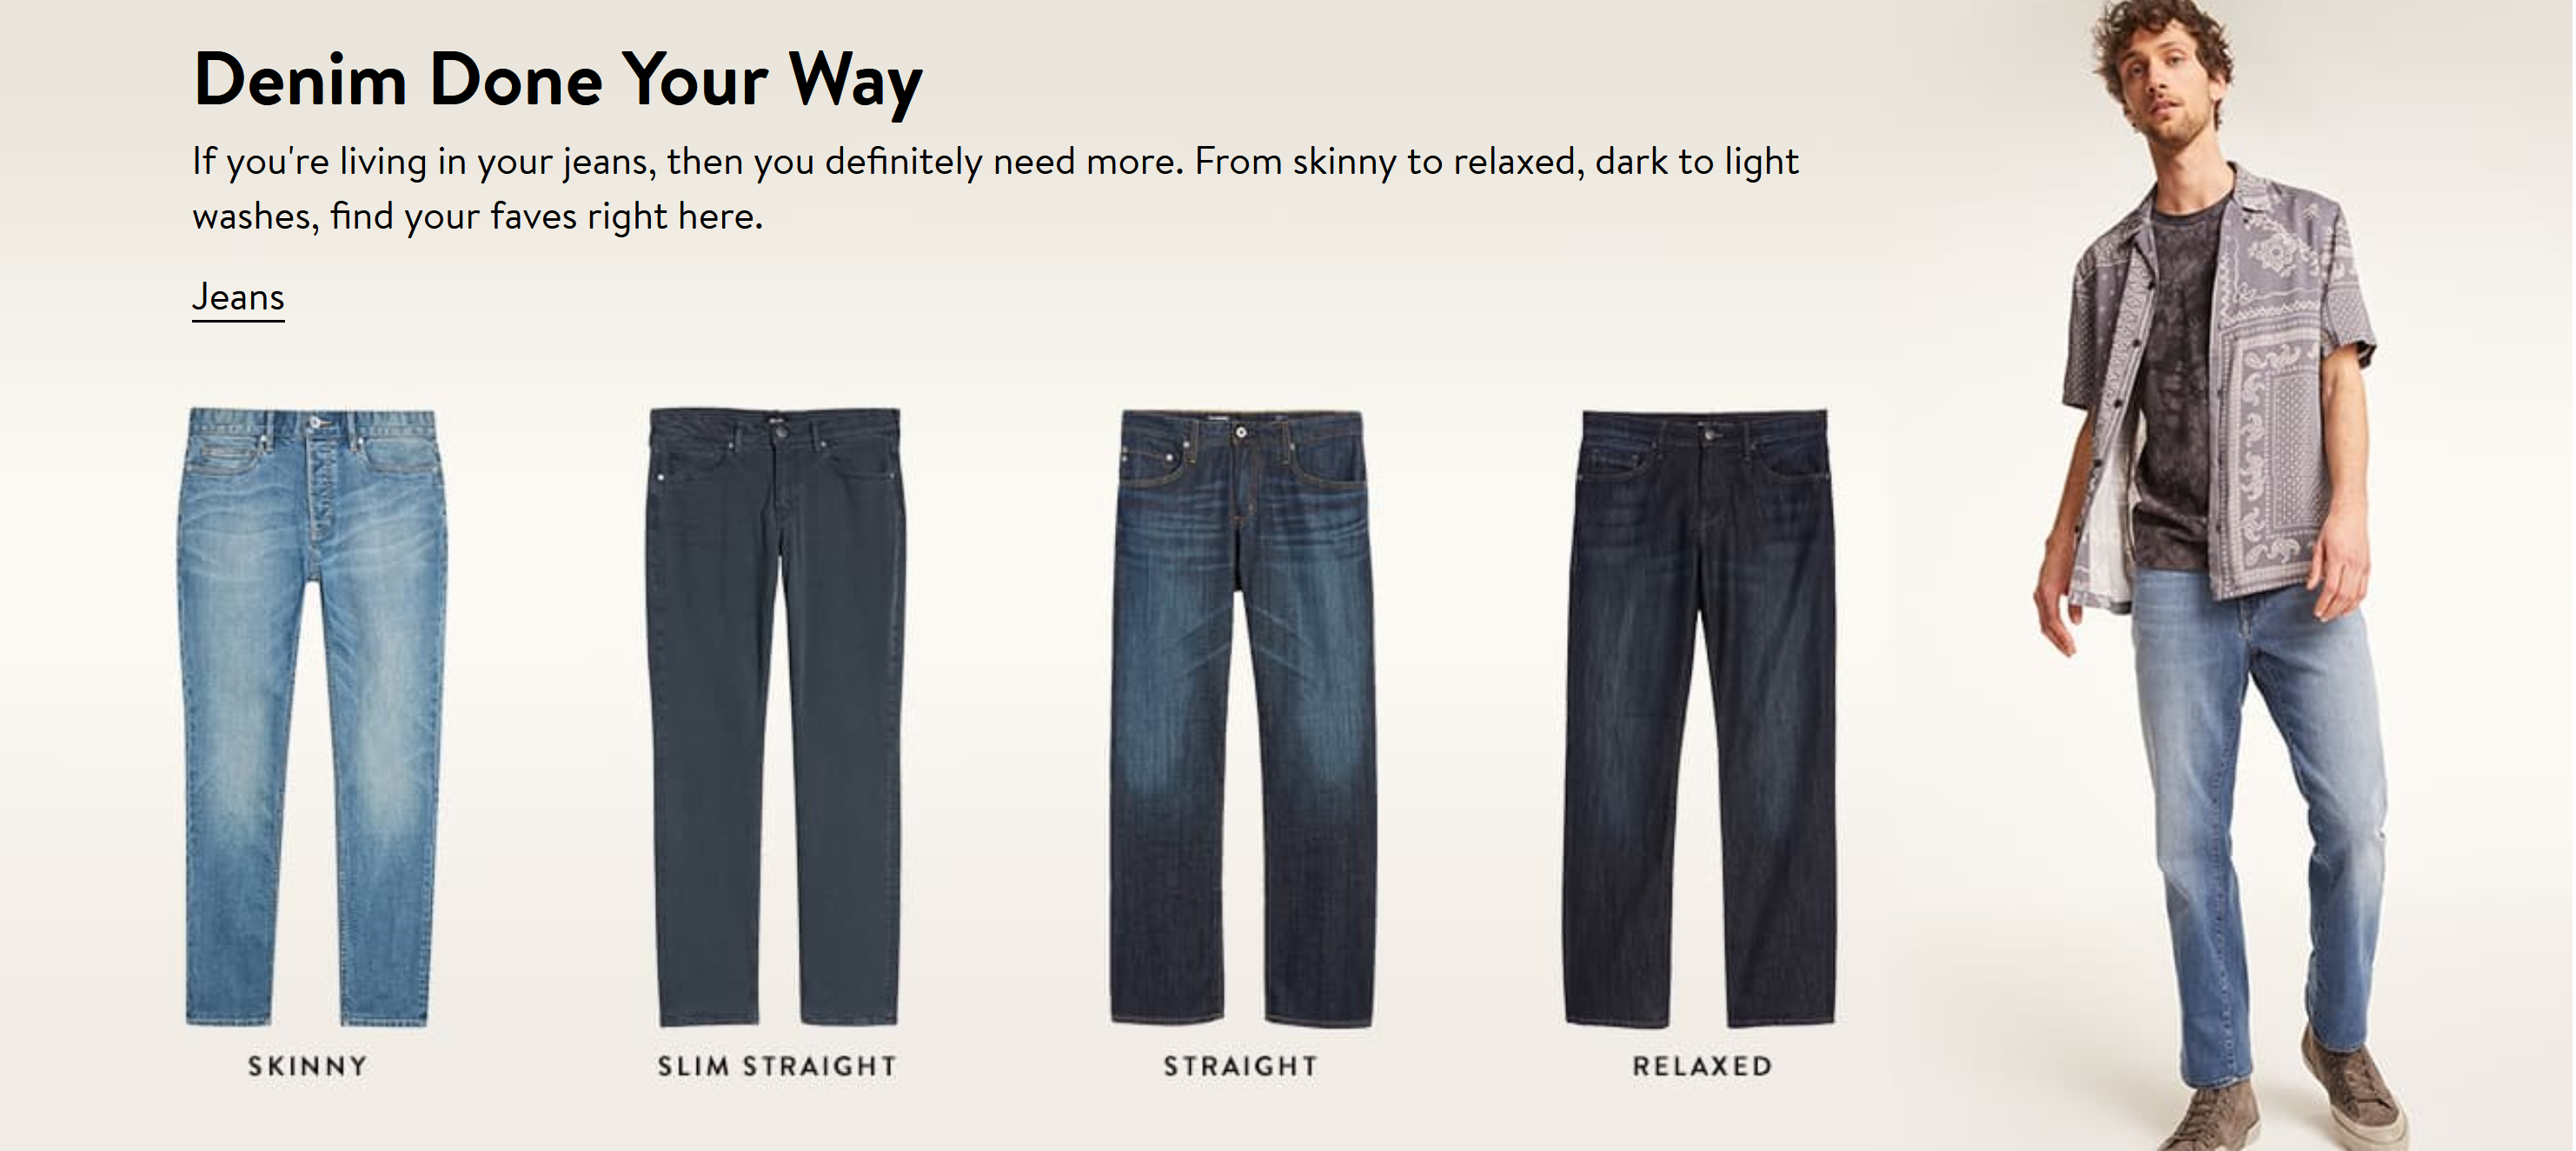 Denim Done Your Way
If you're living in your jeans, then you definitely need more. From skinny to relaxed, dark to light
washes, find your faves right here.
Jeans
SKINNY
SLIM STRAIGHT
STRAIGHT
RELAXED